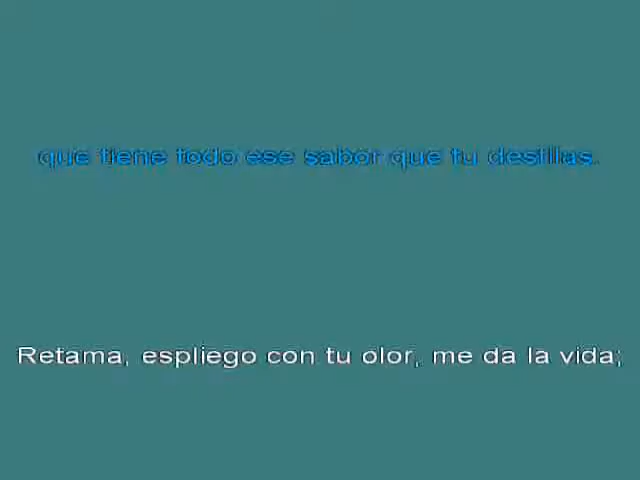 que tiene todo ese sabor que tu destilas.
Retama, espliego con tu olor, me da la vida;